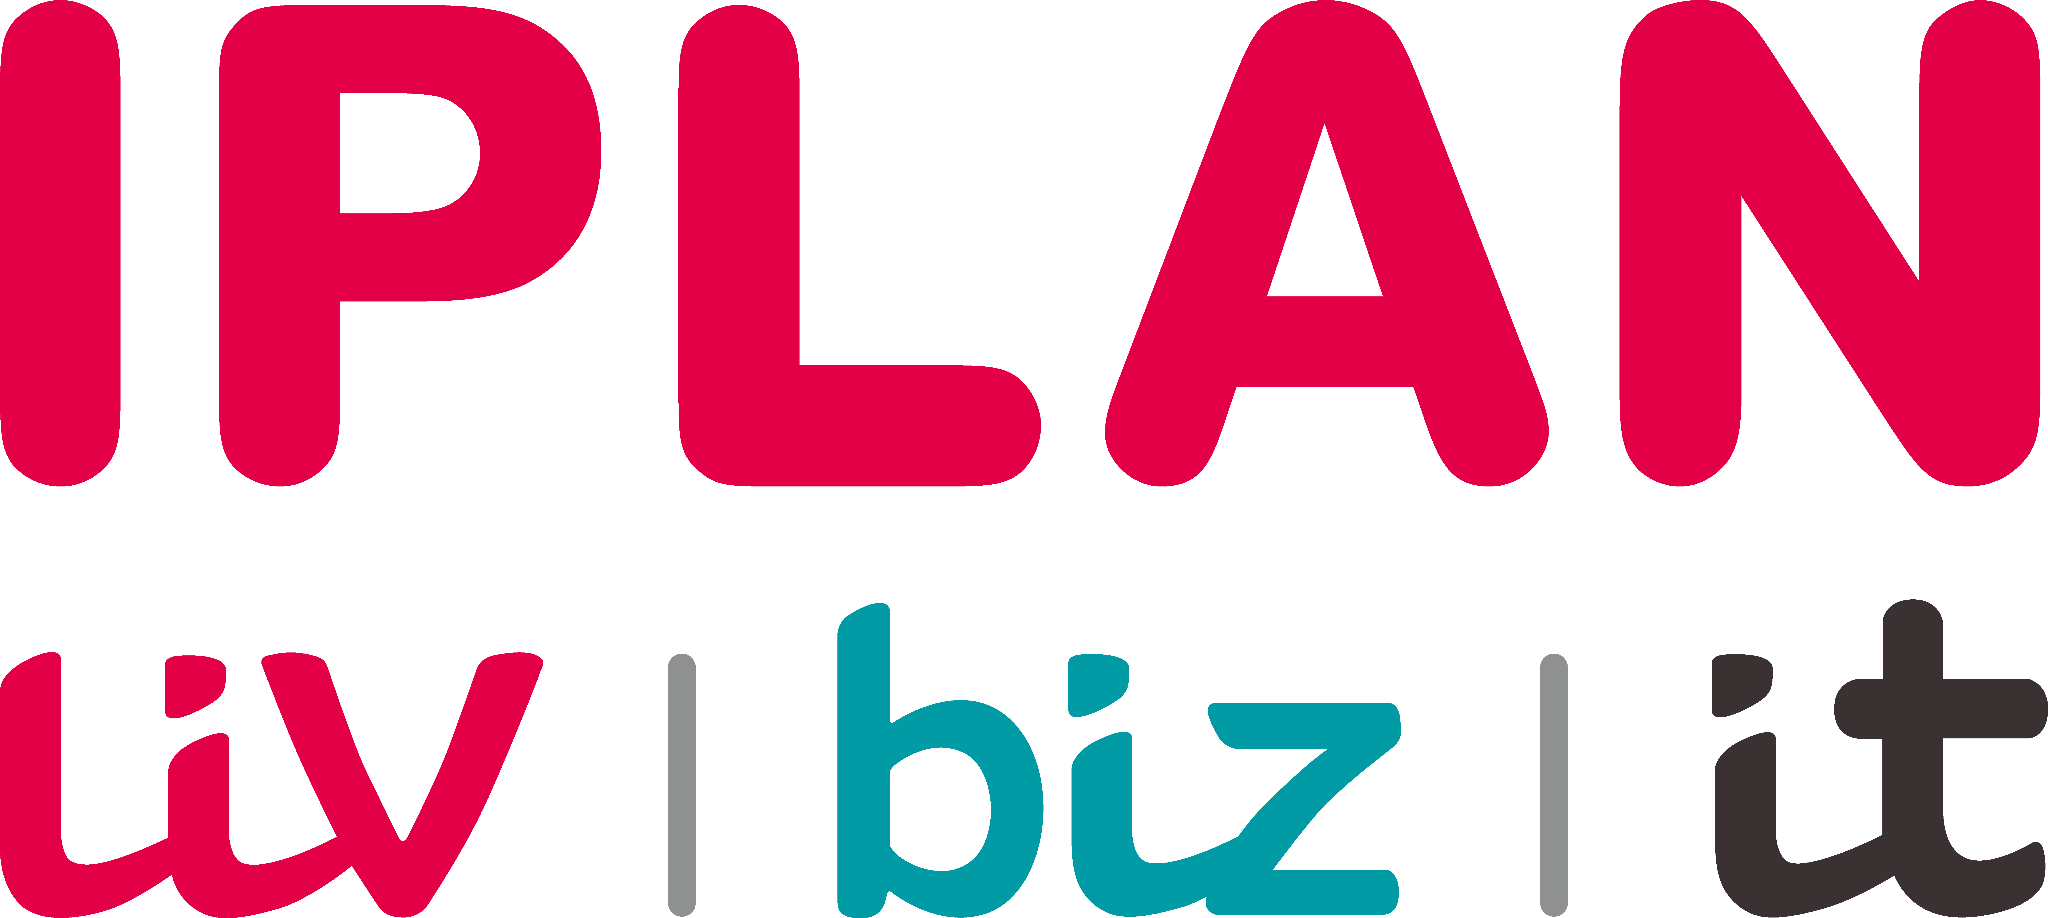 IPLAN
liv | biz | it